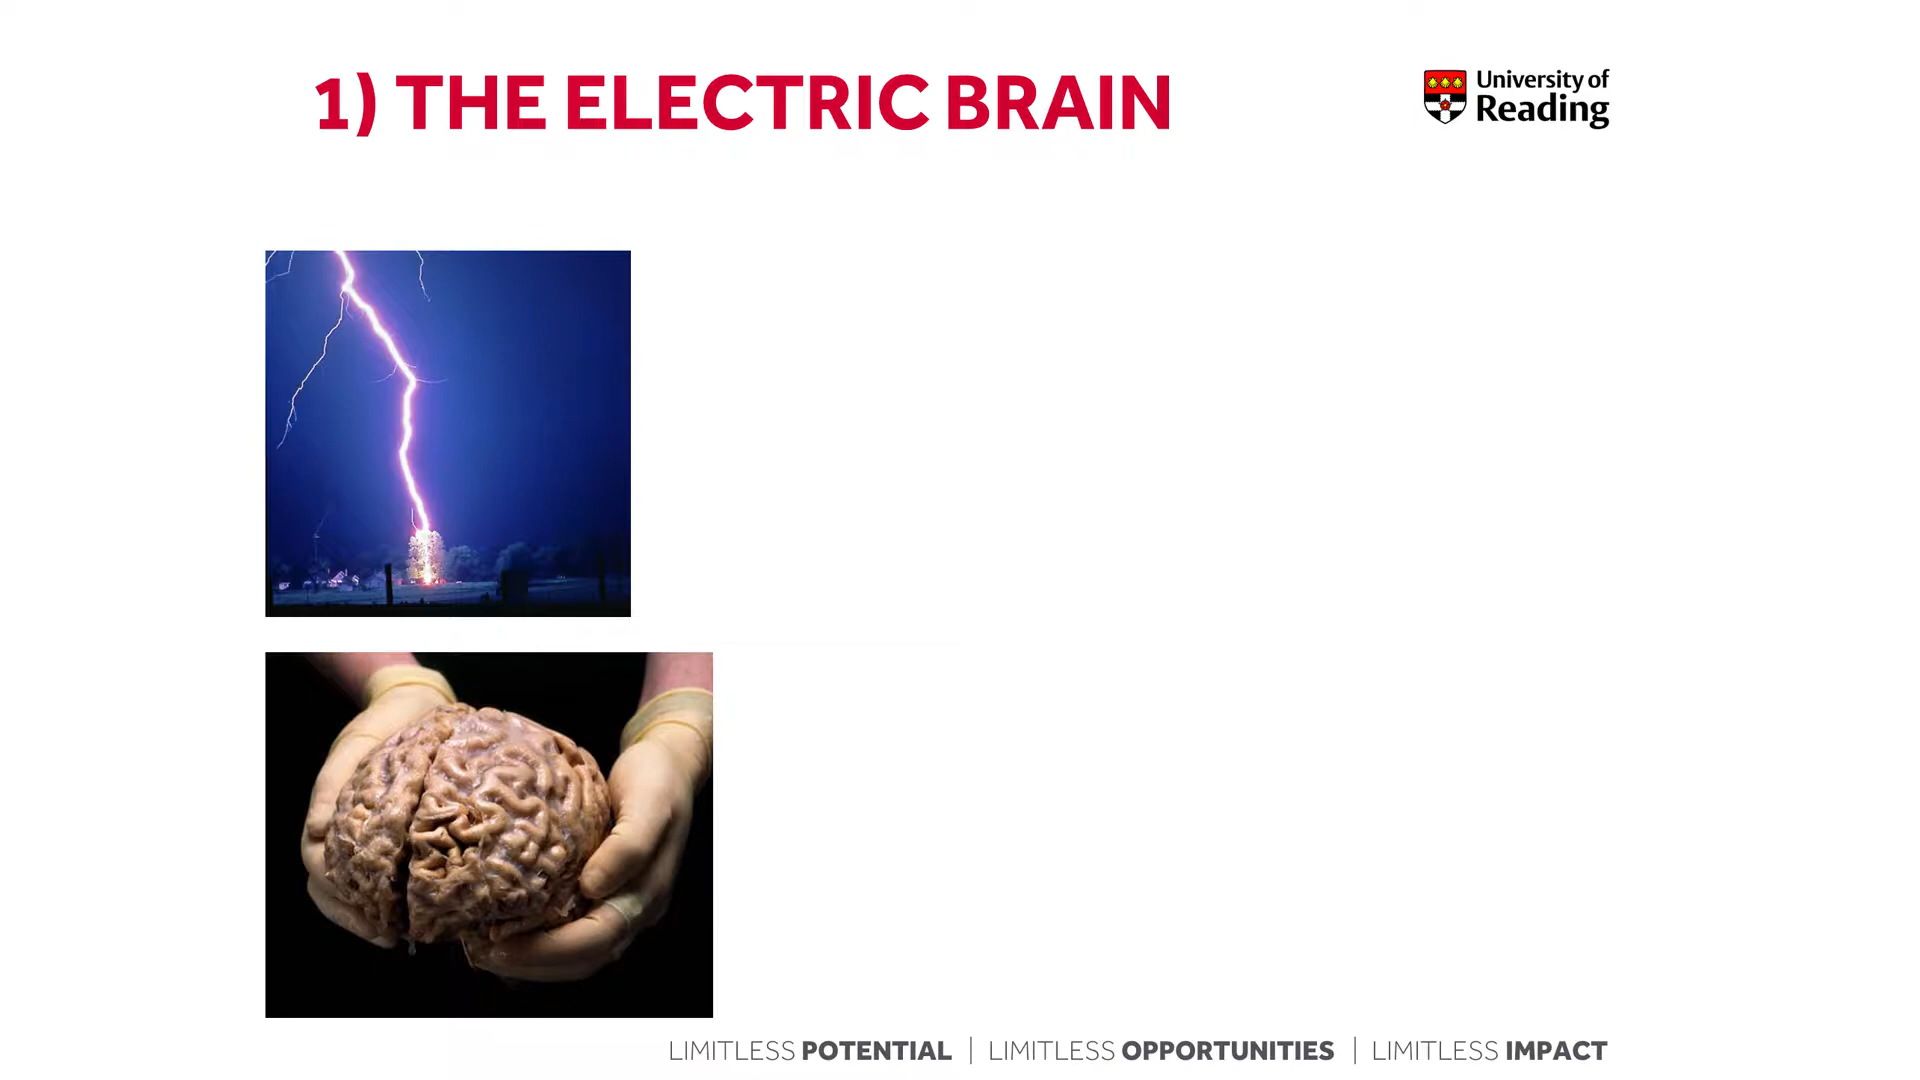 1) THE ELECTRIC BRAIN
University of
Reading
LIMITLESS POTENTIAL | LIMITLESS OPPORTUNITIES | LIMITLESS IMPACT